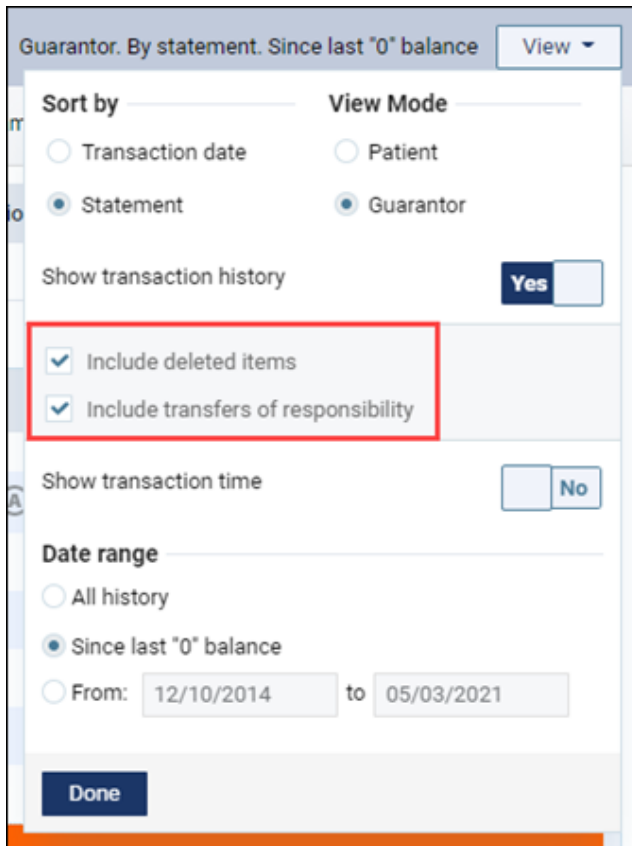 Guarantor. By statement. Since last "0" balance View
Sort by View Mode
Transaction date Patient
Statement Guarantor
Show transaction history Yes
Include deleted items
Include transfers of responsibility
Show transaction time No
A
Date range
All history
Since last "0" balance
From: 12/10/2014 to 05/03/2021
Done